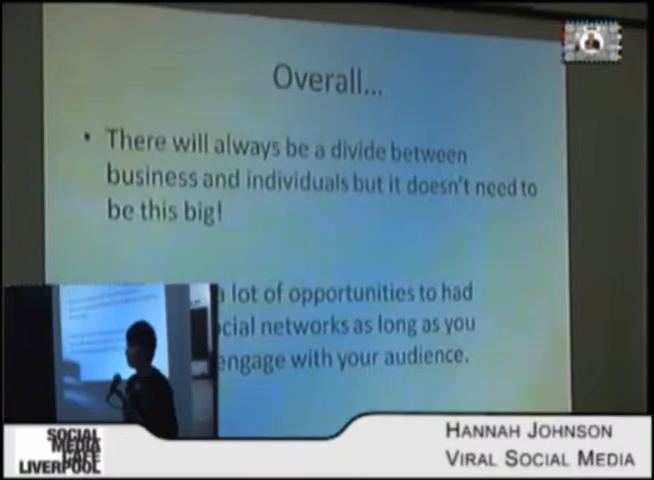 Overall...
• There will always be a divide between
business and individuals but it doesn't need to
be this big!
lot of opportunities to had
cial networks as long as you
engage with your audience.
SOCIAL
MEDIA
CAFE
LIVERPOOL
HANNAH JOHNSON
VIRAL SOCIAL MEDIA